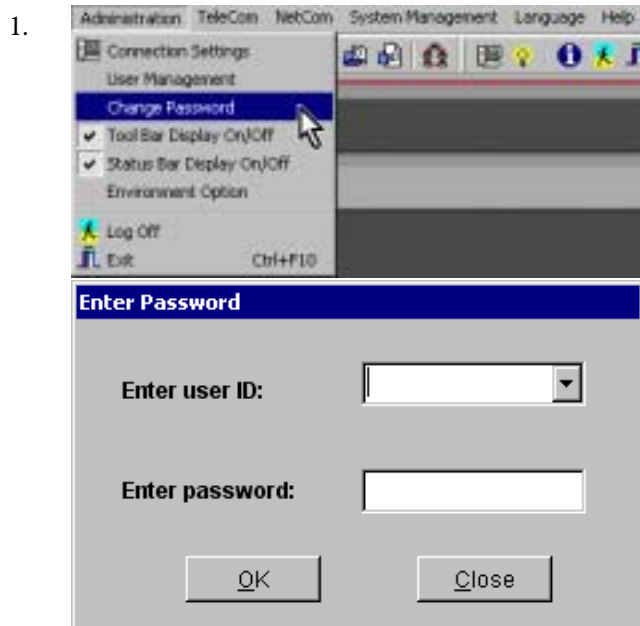 1.
Administration TeleCom NetCom System Management Language Help
Connection Settings
User Management
Change Password
Tool Bar Display On/Off
Status Bar Display On/Off
Environment Option
Log Off
Exit Ctrl+F10
Enter Password
Enter user ID:
Enter password:
OK Close